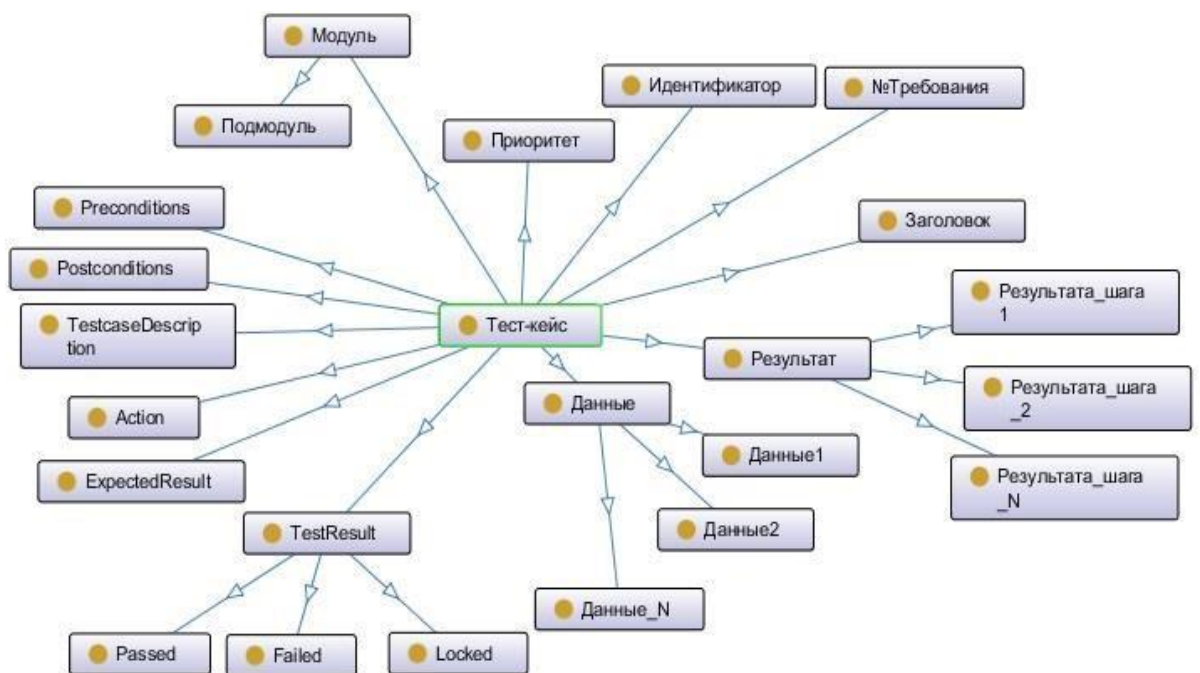 Модуль
Идентификатор
№Требования
Подмодуль
Приоритет
Preconditions
Заголовок
Postconditions
Результата_шага
1
TestcaseDescrip
tion
Тест-кейс
Результат
Результата_шага
_2
Action
Данные
Данные1
ExpectedResult
Результата_шага
_N
TestResult
Данные2
Данные_N
Passed
Failed
Locked